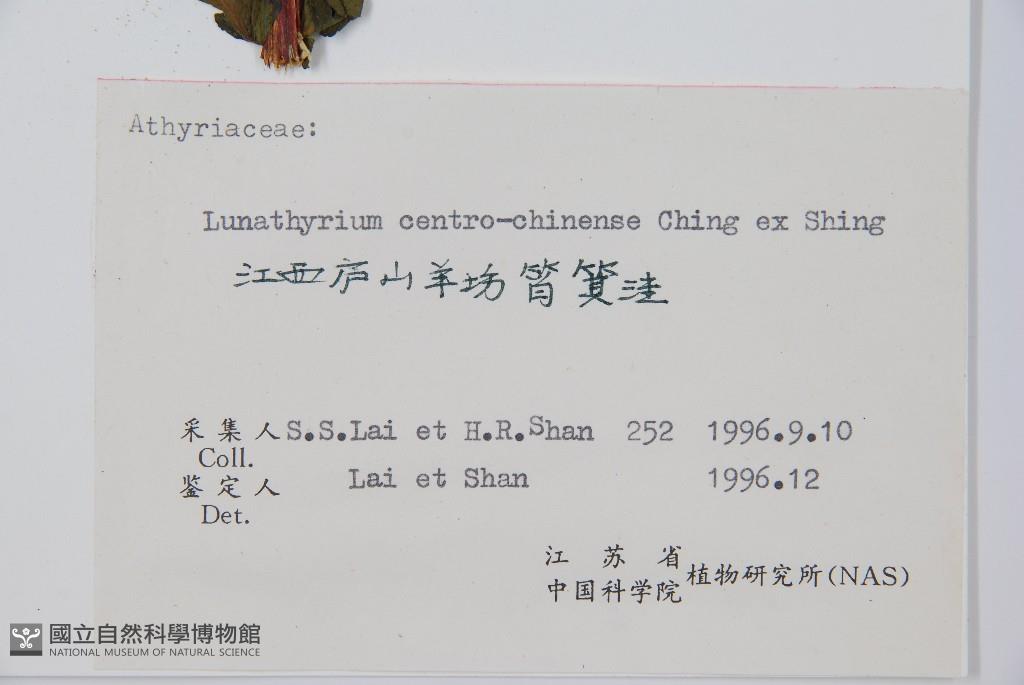 Athyriaceae:
Lunathyrium centro-chinense Ching ex Shing
江西庐山羊坊筲箕洼
采集人 S.S.Lai et H.R.Shan 252 1996.9.10
Coll.
鉴定人 Lai et Shan 1996.12
Det.
江苏省
中国科学院 植物研究所(NAS)
國立自然科學博物館
NATIONAL MUSEUM OF NATURAL SCIENCE